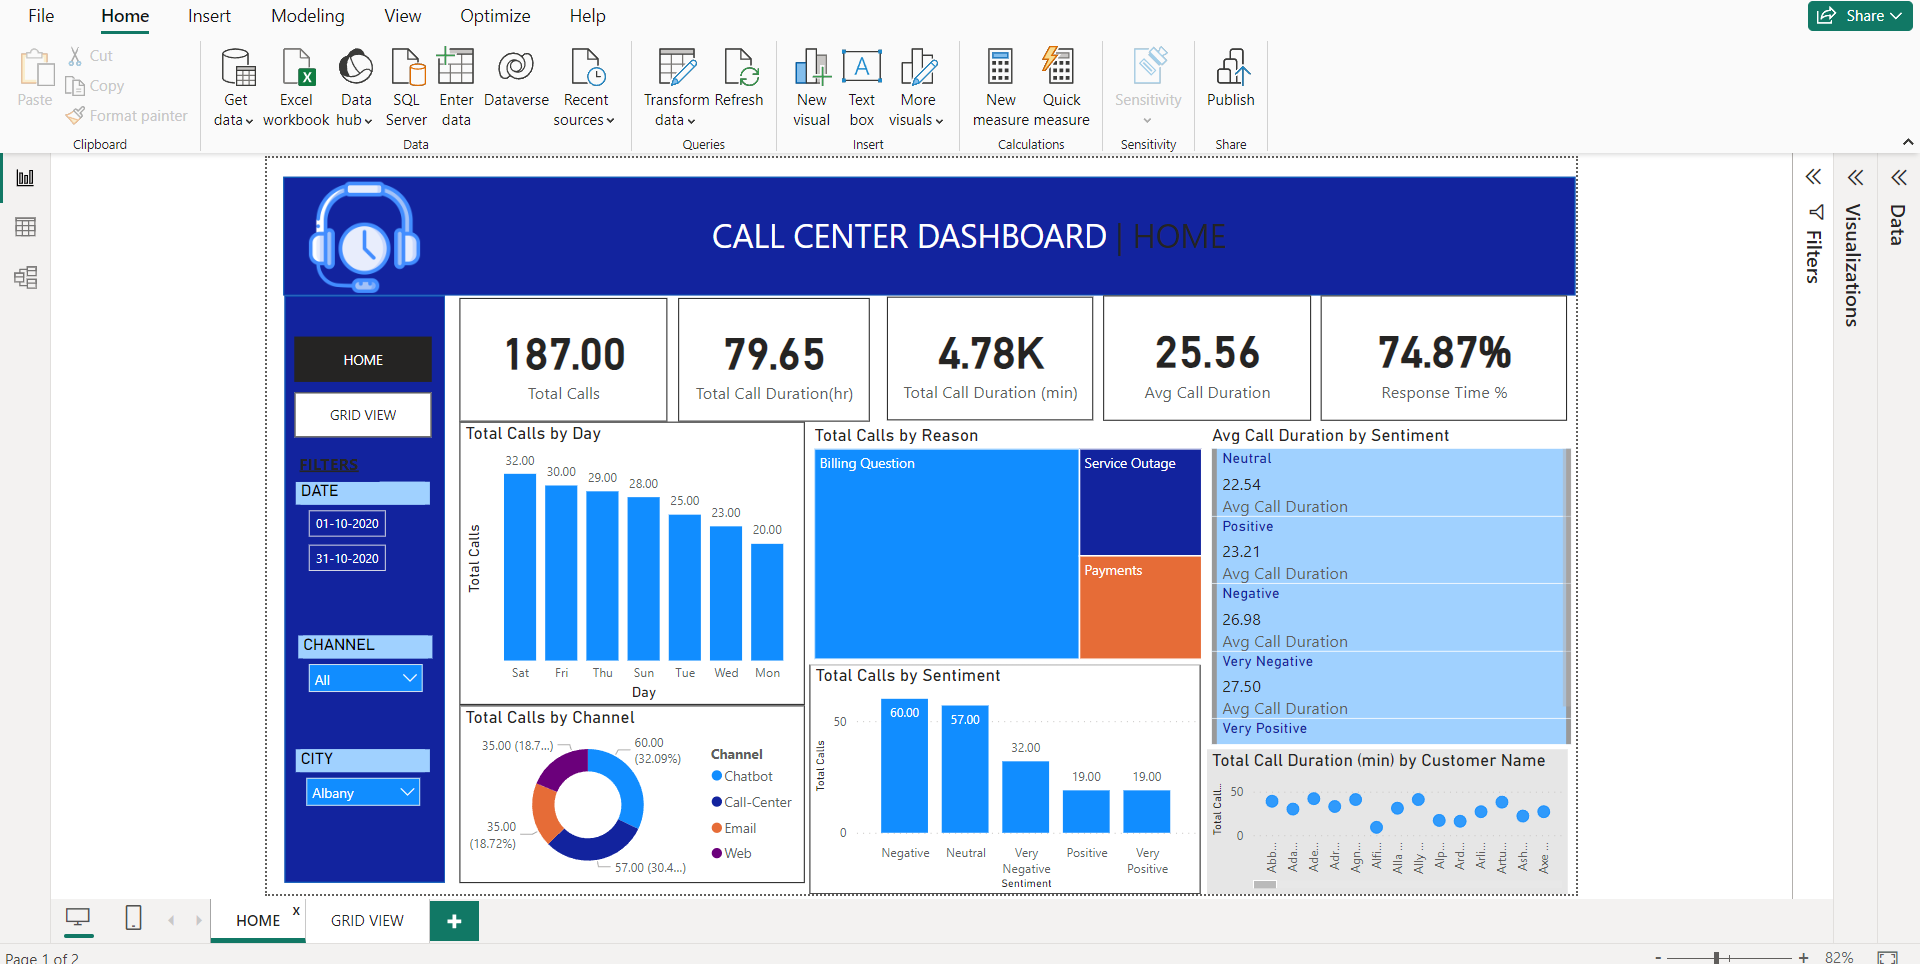 File Home Insert Modeling View Optimize Help
Share
Paste
Cut
Copy
Format painter
Clipboard
Get data
Excel workbook
Data hub
SQL Server
Enter data
Dataverse
Recent sources
Data
Transform data
Refresh
Queries
New visual
Text box
More visuals
Insert
New measure
Quick measure
Calculations
Sensitivity
Sensitivity
Publish
Share
CALL CENTER DASHBOARD | HOME
HOME
GRID VIEW
FILTERS
DATE
01-10-2020
31-10-2020
CHANNEL
All
CITY
Albany
187.00
Total Calls
79.65
Total Call Duration(hr)
4.78K
Total Call Duration (min)
25.56
Avg Call Duration
74.87%
Response Time %
Total Calls by Day
Total Calls
32.00 30.00 29.00 28.00 25.00 23.00 20.00
Sat Fri Thu Sun Tue Wed Mon
Day
Total Calls by Channel
35.00 (18.7...)
60.00
(32.09%)
35.00
(18.72%)
57.00 (30.4...)
Channel
Chatbot
Call-Center
Email
Web
Total Calls by Reason
Billing Question
Service Outage
Payments
Total Calls by Sentiment
Total Calls
50
0
60.00 57.00 32.00 19.00 19.00
Negative Neutral Very Negative Positive Very Positive
Sentiment
Avg Call Duration by Sentiment
Neutral
22.54
Avg Call Duration
Positive
23.21
Avg Call Duration
Negative
26.98
Avg Call Duration
Very Negative
27.50
Avg Call Duration
Very Positive
Total Call Duration (min) by Customer Name
Total Call...
50
0
Abb... Ada... Ade... Adr... Agn... Alfi... Alla ... Ally ... Alp... Ard... Arli... Artu... Ash... Axe ...
Filters
Visualizations
Data
HOME x
GRID VIEW
+
Page 1 of 2
- + 82%